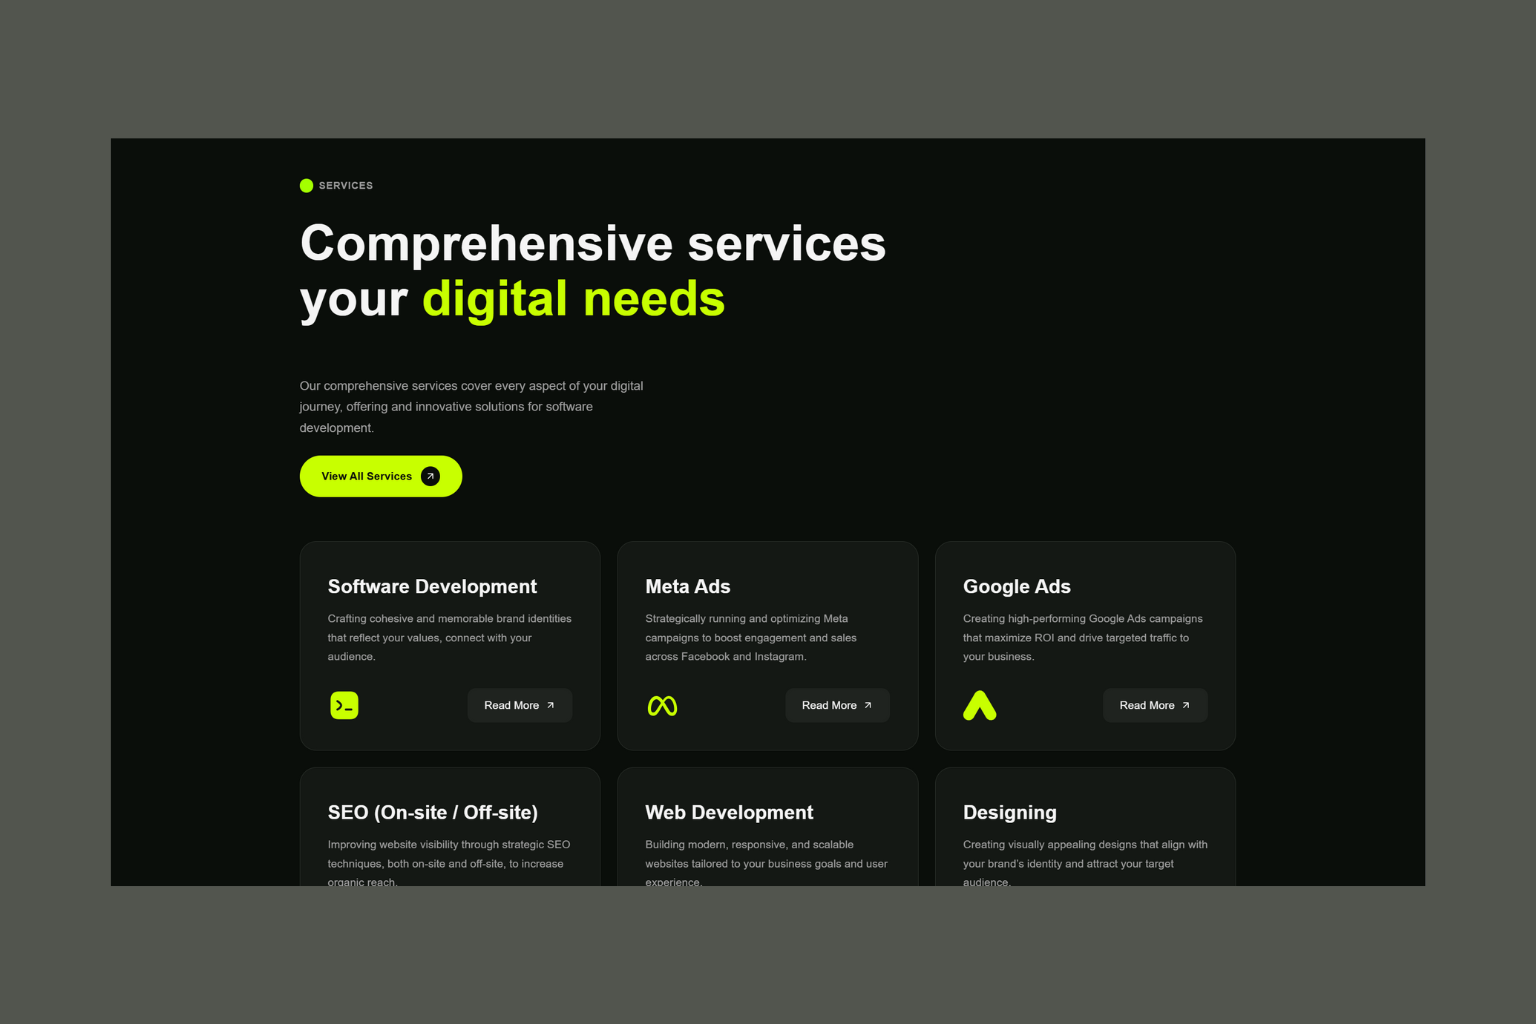 SERVICES
Comprehensive services
your digital needs
Our comprehensive services cover every aspect of your digital
journey, offering and innovative solutions for software
development.
View All Services
Software Development
Crafting cohesive and memorable brand identities
that reflect your values, connect with your
audience.
Read More
Meta Ads
Strategically running and optimizing Meta
campaigns to boost engagement and sales
across Facebook and Instagram.
Read More
Google Ads
Creating high-performing Google Ads campaigns
that maximize ROI and drive targeted traffic to
your business.
Read More
SEO (On-site / Off-site)
Improving website visibility through strategic SEO
techniques, both on-site and off-site, to increase
organic reach.
Web Development
Building modern, responsive, and scalable
websites tailored to your business goals and user
experience.
Designing
Creating visually appealing designs that align with
your brand's identity and attract your target
audience.